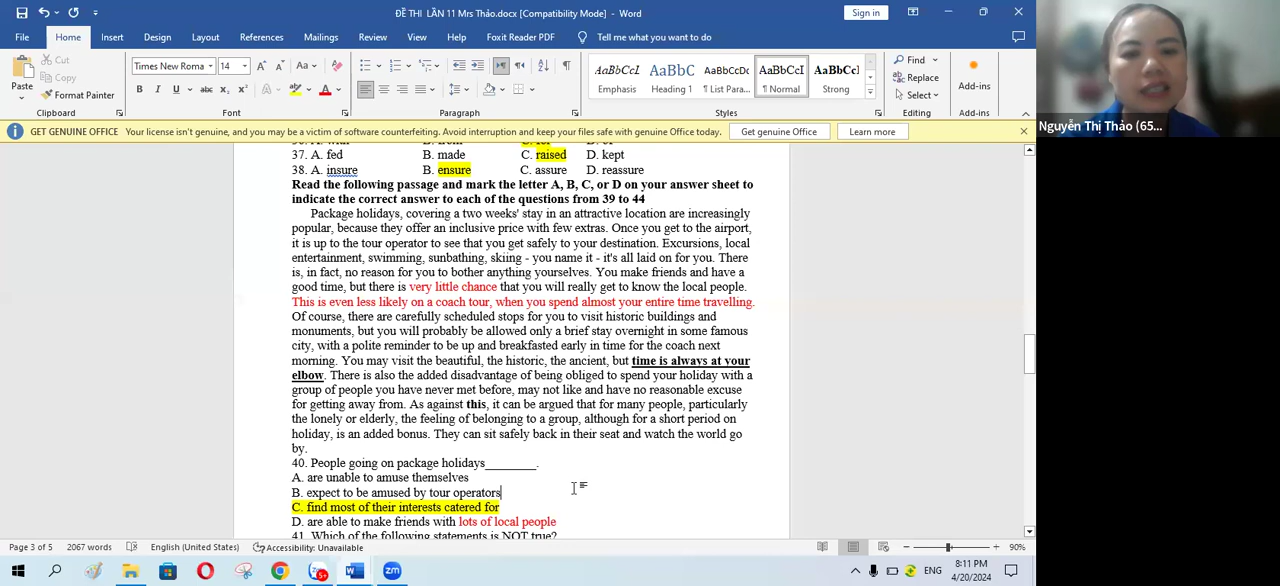 ĐỀ THI LẦN 11 Mrs Thảo.docx [Compatibility Mode] - Word
Sign in
File Home Insert Design Layout References Mailings Review View Help Foxit Reader PDF Tell me what you want to do
Paste
Cut
Copy
Format Painter
Clipboard
Times New Roma 14
Font
Paragraph
AaBbCcI Emphasis
AaBbC Heading 1
AaBbCcDc ¶ List Para...
AaBbCcI ¶ Normal
AaBbCcl Strong
Styles
Find
Replace
Select
Editing
Add-ins
Add-ins
Nguyễn Thị Thảo (65...
GET GENUINE OFFICE Your license isn't genuine, and you may be a victim of software counterfeiting. Avoid interruption and keep your files safe with genuine Office today. Get genuine Office Learn more
37. A. fed B. made C. raised D. kept
38. A. insure B. ensure C. assure D. reassure
Read the following passage and mark the letter A, B, C, or D on your answer sheet to
indicate the correct answer to each of the questions from 39 to 44
Package holidays, covering a two weeks' stay in an attractive location are increasingly
popular, because they offer an inclusive price with few extras. Once you get to the airport,
it is up to the tour operator to see that you get safely to your destination. Excursions, local
entertainment, swimming, sunbathing, skiing - you name it - it's all laid on for you. There
is, in fact, no reason for you to bother anything yourselves. You make friends and have a
good time, but there is very little chance that you will really get to know the local people.
This is even less likely on a coach tour, when you spend almost your entire time travelling.
Of course, there are carefully scheduled stops for you to visit historic buildings and
monuments, but you will probably be allowed only a brief stay overnight in some famous
city, with a polite reminder to be up and breakfasted early in time for the coach next
morning. You may visit the beautiful, the historic, the ancient, but time is always at your
elbow. There is also the added disadvantage of being obliged to spend your holiday with a
group of people you have never met before, may not like and have no reasonable excuse
for getting away from. As against this, it can be argued that for many people, particularly
the lonely or elderly, the feeling of belonging to a group, although for a short period on
holiday, is an added bonus. They can sit safely back in their seat and watch the world go
by.
40. People going on package holidays_________.
A. are unable to amuse themselves
B. expect to be amused by tour operators
C. find most of their interests catered for
D. are able to make friends with lots of local people
41. Which of the following statements is NOT true?
Page 3 of 5 2067 words English (United States) Accessibility: Unavailable 90%
ENG 8:11 PM
4/20/2024